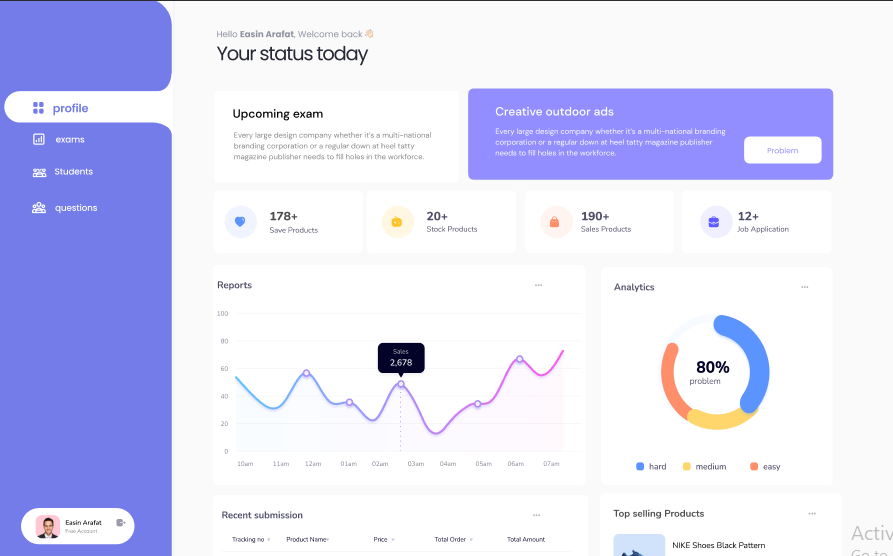 Hello Easin Arafat, Welcome back 👋🏻
Your status today
profile
exams
Students
questions
Upcoming exam
Every large design company whether it's a multi-national
branding corporation or a regular down at heel tatty
magazine publisher needs to fill holes in the workforce.
Creative outdoor ads
Every large design company whether it's a multi-national branding
corporation or a regular down at heel tatty magazine publisher
needs to fill holes in the workforce.
Problem
178+
Save Products
20+
Stock Products
190+
Sales Products
12+
Job Application
Reports
100
80
60
40
20
0
Sales
2,678
10am 11am 12am 01am 02am 03am 04am 05am 06am 07am
Analytics
80%
problem
hard medium easy
Easin Arafat
Free Account
Recent submission
Tracking no Product Name Price Total Order Total Amount
Top selling Products
NIKE Shoes Black Pattern
Activ
Go to